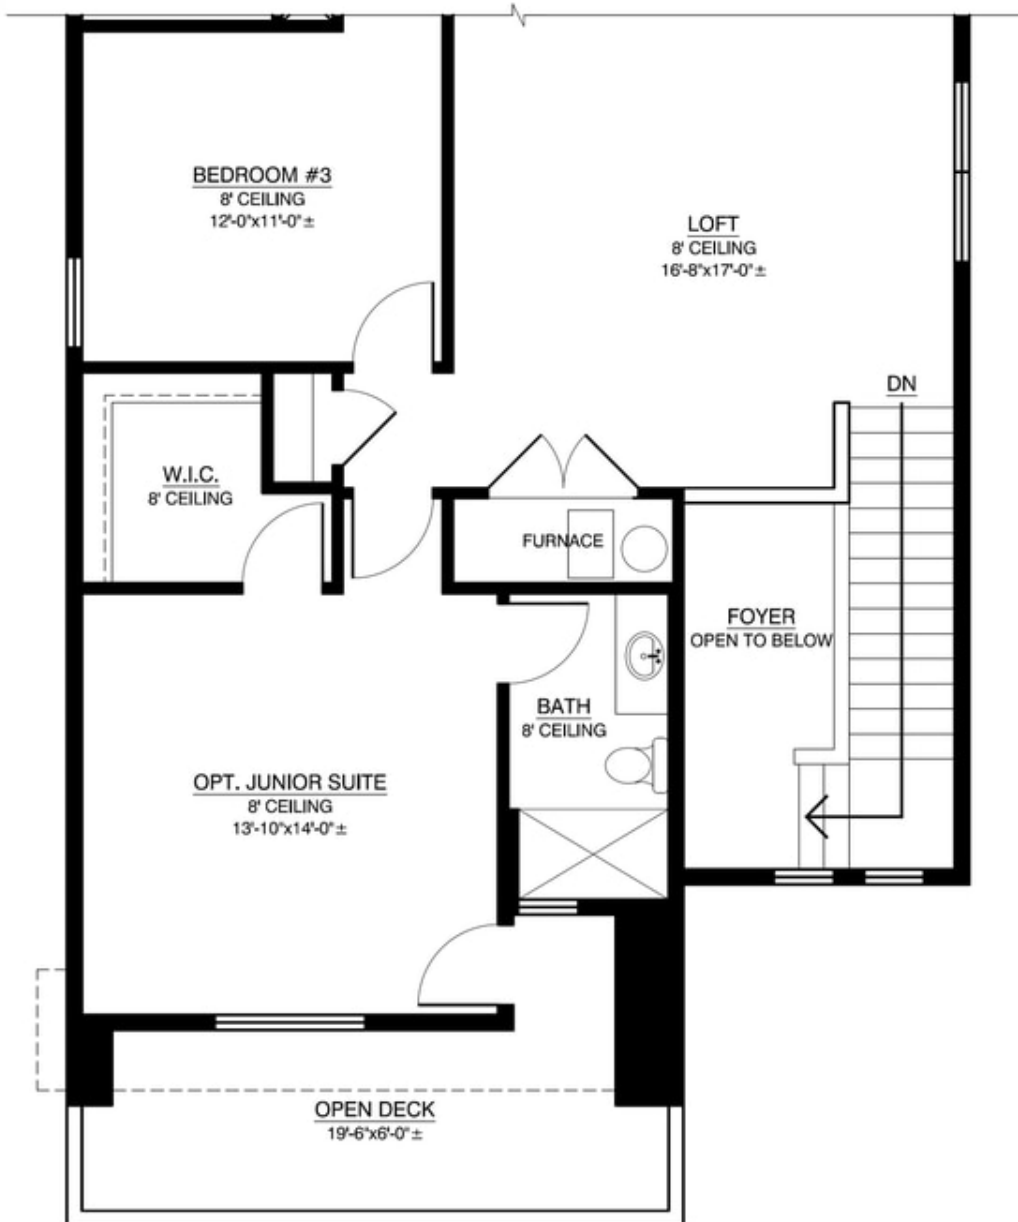 BEDROOM #3
8' CEILING
12'-0"x11'-0"±
LOFT
8' CEILING
16'-8"x17'-0"±
DN
W.I.C.
8' CEILING
FURNACE
FOYER
OPEN TO BELOW
BATH
8' CEILING
OPT. JUNIOR SUITE
8' CEILING
13'-10"x14'-0"±
OPEN DECK
19'-6"x6'-0"±